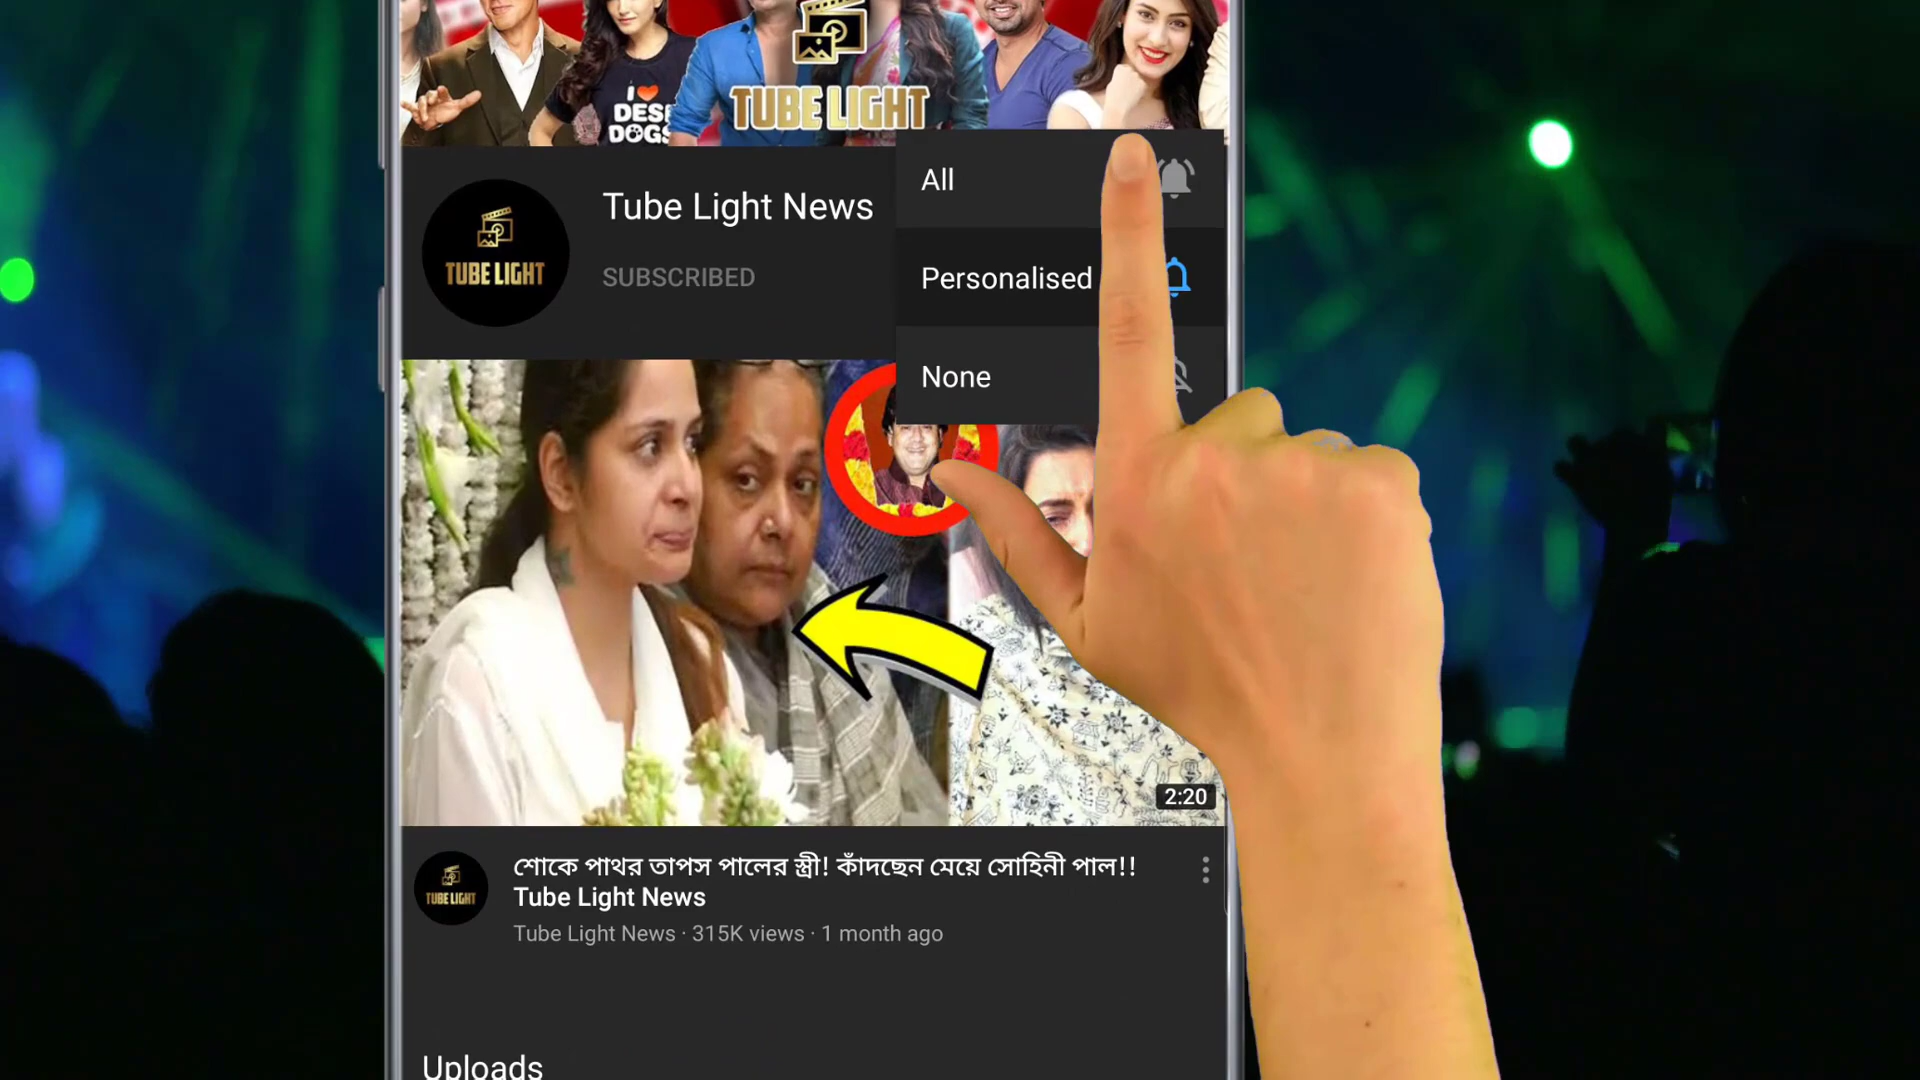 I
DESI
DOGS
TUBE LIGHT
All
Tube Light News
TUBE LIGHT
SUBSCRIBED
Personalised
None
2:20
TUBE LIGHT
শোকে পাথর তাপস পালের স্ত্রী! কাঁদছেন মেয়ে সোহিনী পাল!!
Tube Light News
Tube Light News · 315K views · 1 month ago
Uploads